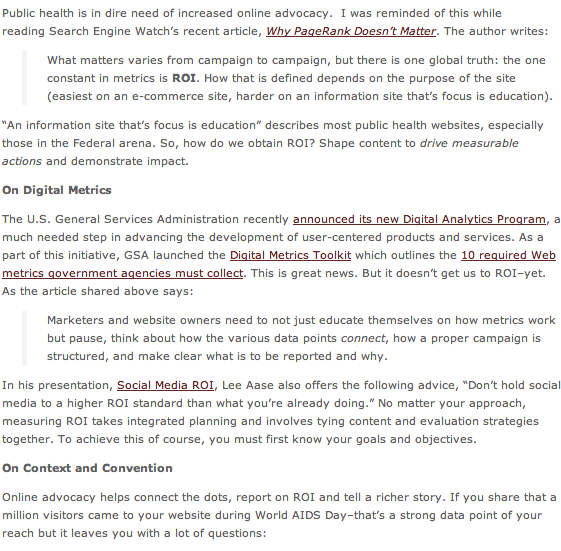 Public health is in dire need of increased online advocacy.  I was reminded of this while
reading Search Engine Watch's recent article, Why PageRank Doesn't Matter. The author writes:
What matters varies from campaign to campaign, but there is one global truth: the one
constant in metrics is ROI. How that is defined depends on the purpose of the site
(easiest on an e-commerce site, harder on an information site that's focus is education).
“An information site that's focus is education” describes most public health websites, especially
those in the Federal arena. So, how do we obtain ROI? Shape content to drive measurable
actions and demonstrate impact.
On Digital Metrics
The U.S. General Services Administration recently announced its new Digital Analytics Program, a
much needed step in advancing the development of user-centered products and services. As a
part of this initiative, GSA launched the Digital Metrics Toolkit which outlines the 10 required Web
metrics government agencies must collect. This is great news. But it doesn't get us to ROI–yet.
As the article shared above says:
Marketers and website owners need to not just educate themselves on how metrics work
but pause, think about how the various data points connect, how a proper campaign is
structured, and make clear what is to be reported and why.
In his presentation, Social Media ROI, Lee Aase also offers the following advice, “Don't hold social
media to a higher ROI standard than what you're already doing.” No matter your approach,
measuring ROI takes integrated planning and involves tying content and evaluation strategies
together. To achieve this of course, you must first know your goals and objectives.
On Context and Convention
Online advocacy helps connect the dots, report on ROI and tell a richer story. If you share that a
million visitors came to your website during World AIDS Day–that's a strong data point of your
reach but it leaves you with a lot of questions: